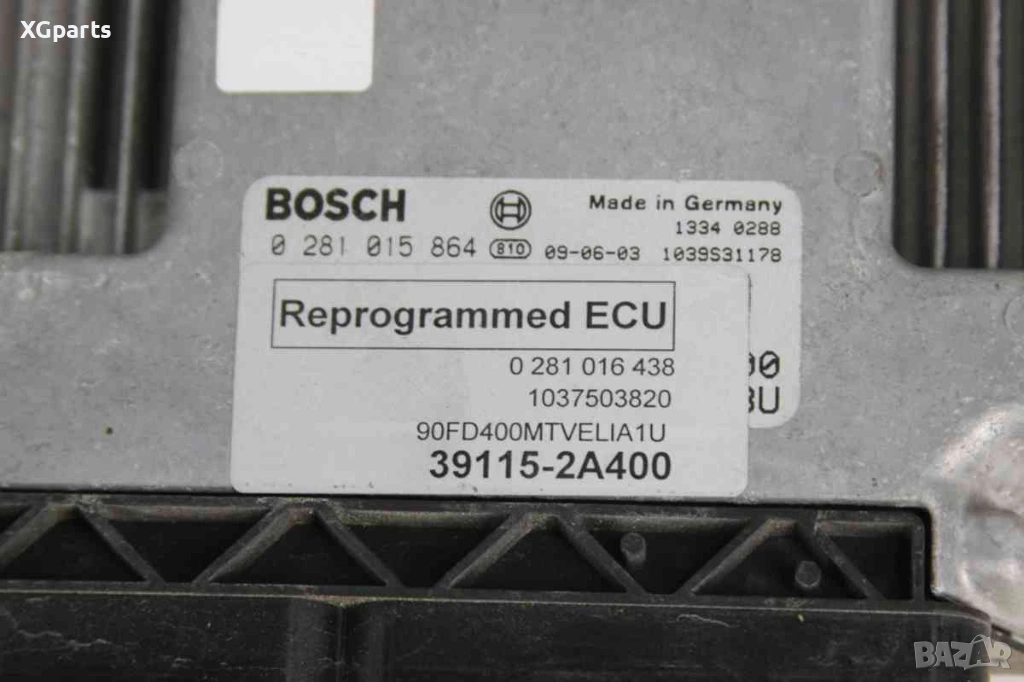 XGparts
BOSCH
Made in Germany
1334 0288
0 281 015 864 810 09-06-03 1039S31178
Reprogrammed ECU
0 281 016 438
1037503820
90FD400MTVELIA1U
39115-2A400
BAZAR